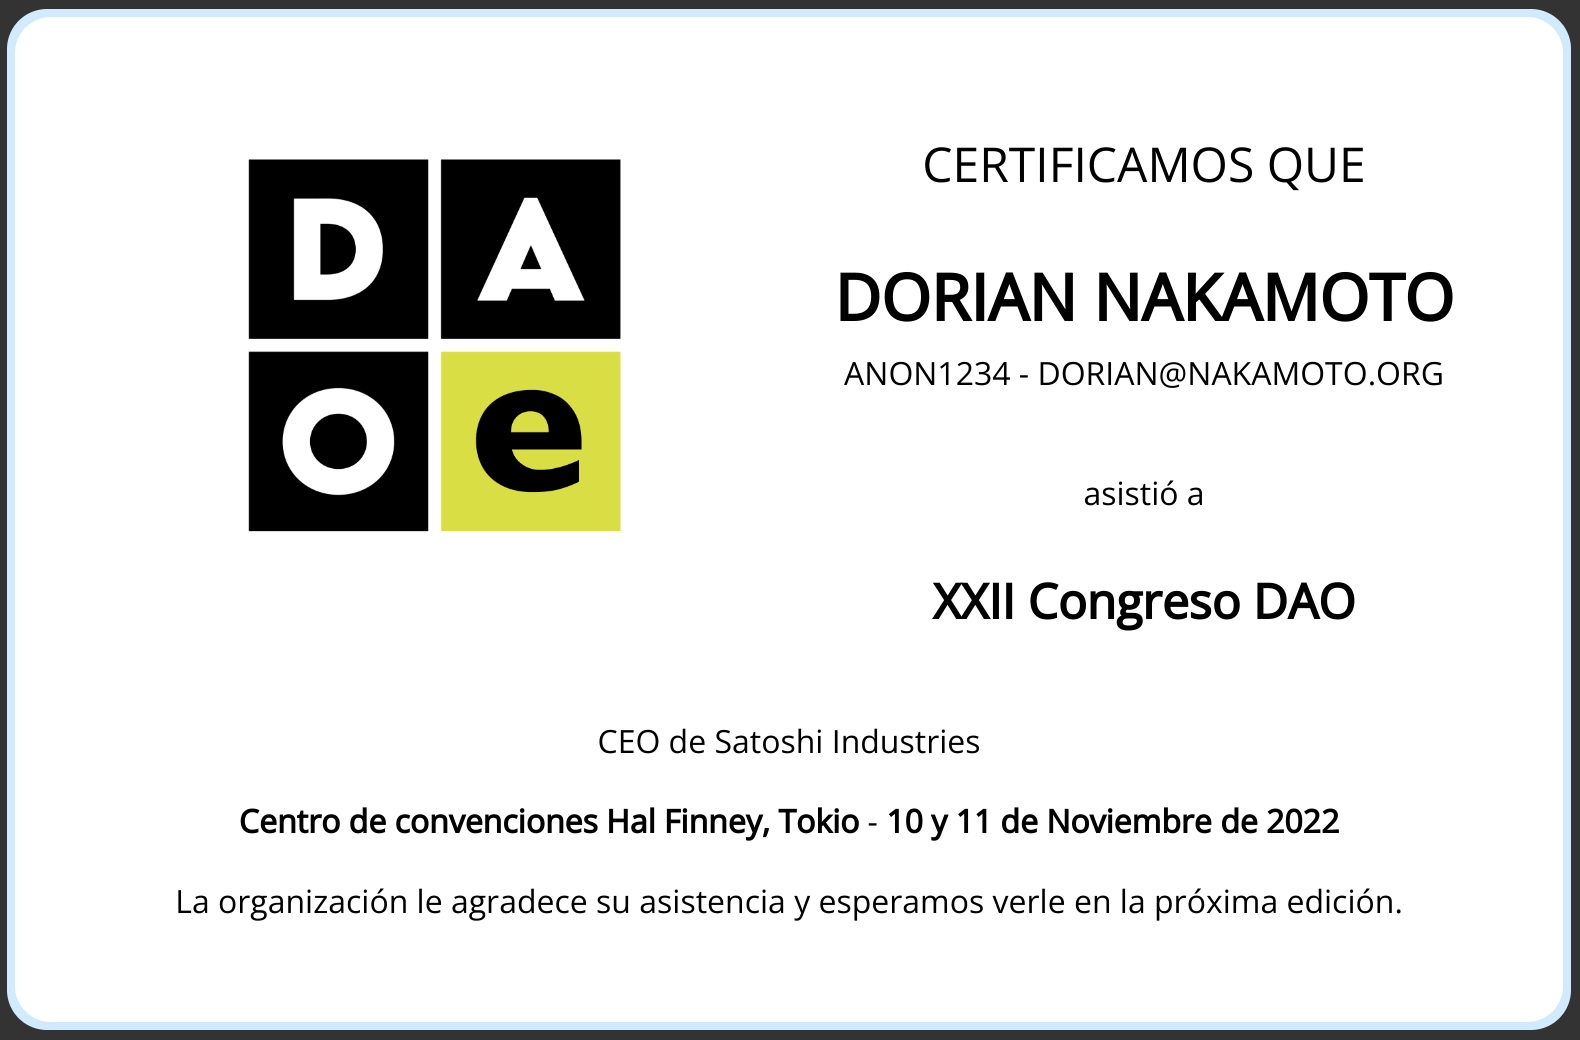 DA
Oe
CERTIFICAMOS QUE
DORIAN NAKAMOTO
ANON1234 - DORIAN@NAKAMOTO.ORG
asistió a
XXII Congreso DAO
CEO de Satoshi Industries
Centro de convenciones Hal Finney, Tokio - 10 y 11 de Noviembre de 2022
La organización le agradece su asistencia y esperamos verle en la próxima edición.